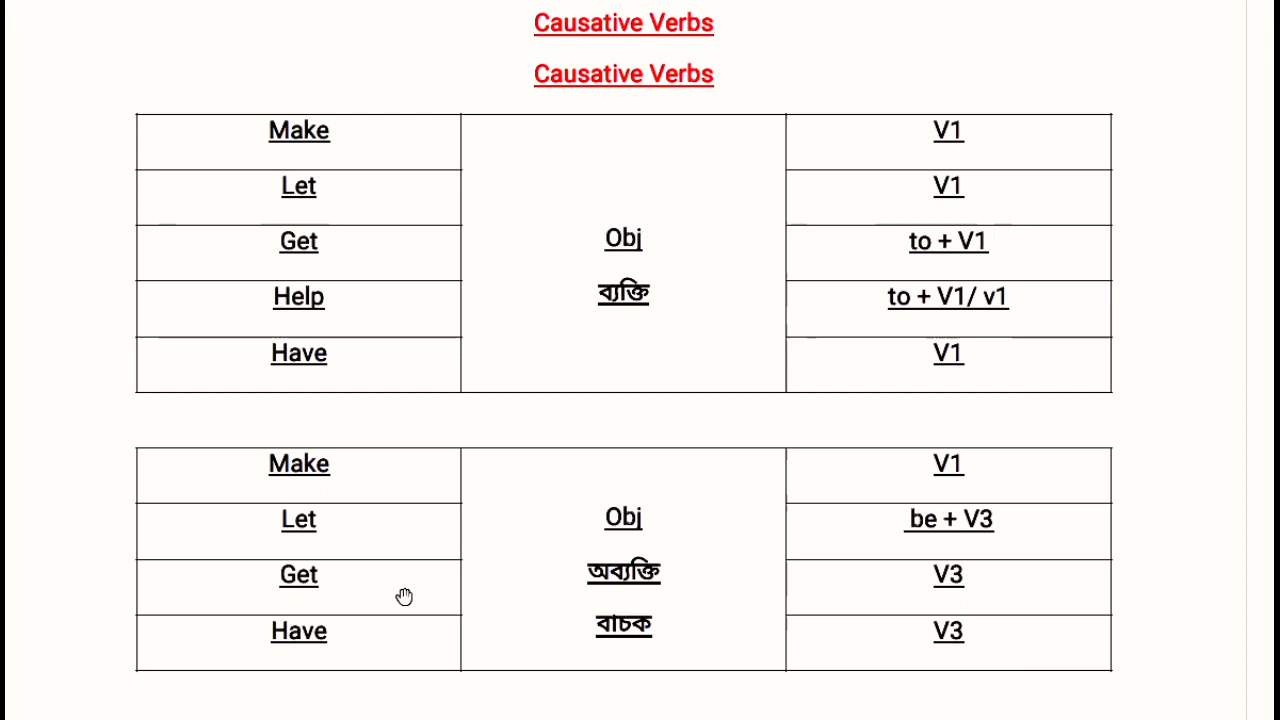 Causative Verbs
Causative Verbs
Make
V1
Let
V1
Get
Obj
to + V1
Help
ব্যক্তি
to + V1/ v1
Have
V1
Make
V1
Let
Obj
be + V3
Get
অব্যক্তি
V3
Have
বাচক
V3